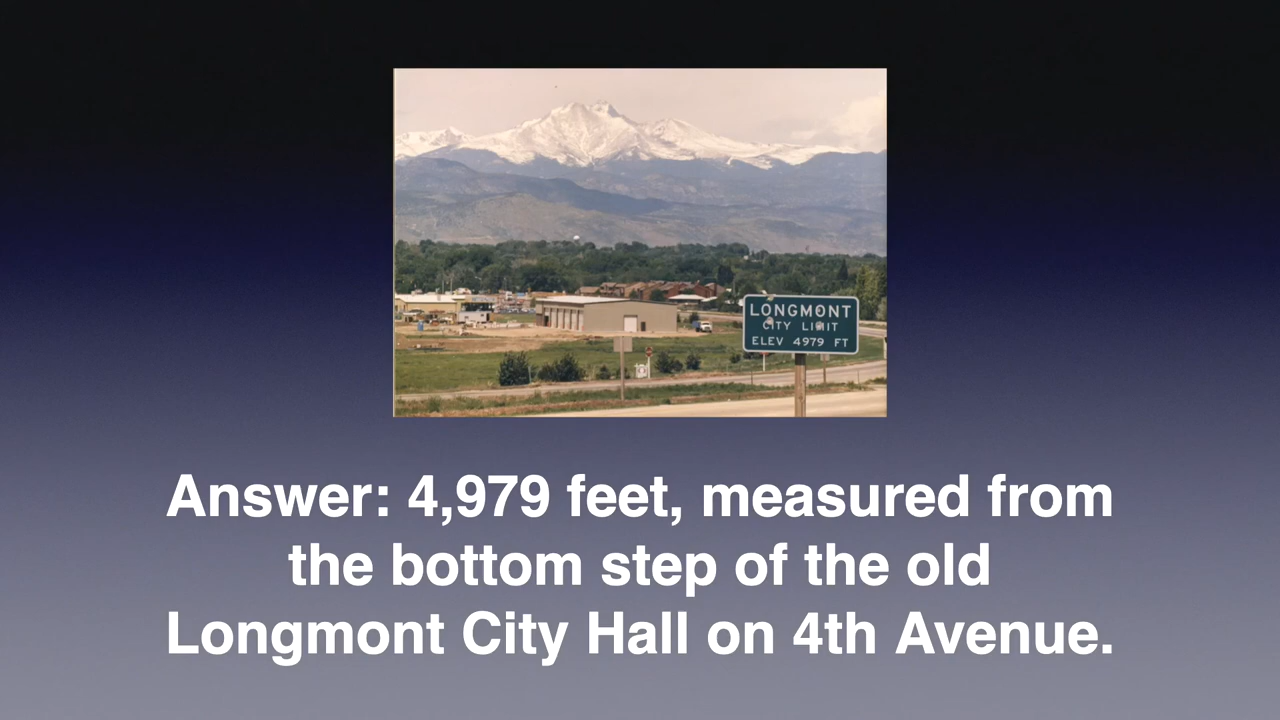 LONGMONT
CITY LIMIT
ELEV 4979 FT
Answer: 4,979 feet, measured from
the bottom step of the old
Longmont City Hall on 4th Avenue.